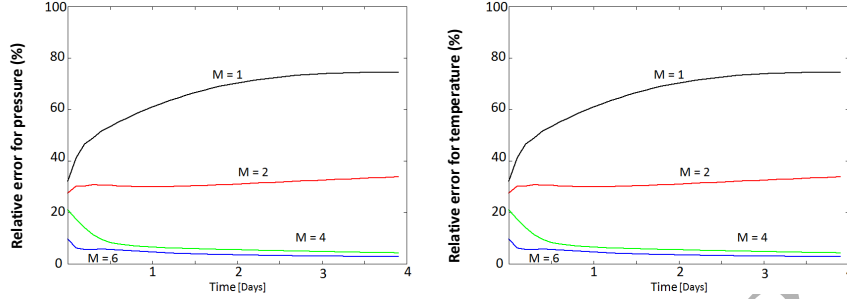 Relative error for pressure (%)
100
80
60
40
20
0
M = 1
M = 2
M = 4
M = 6
1
2
3
4
Time [Days]
Relative error for temperature (%)
100
80
60
40
20
0
M = 1
M = 2
M = 4
M = 6
1
2
3
4
Time [Days]